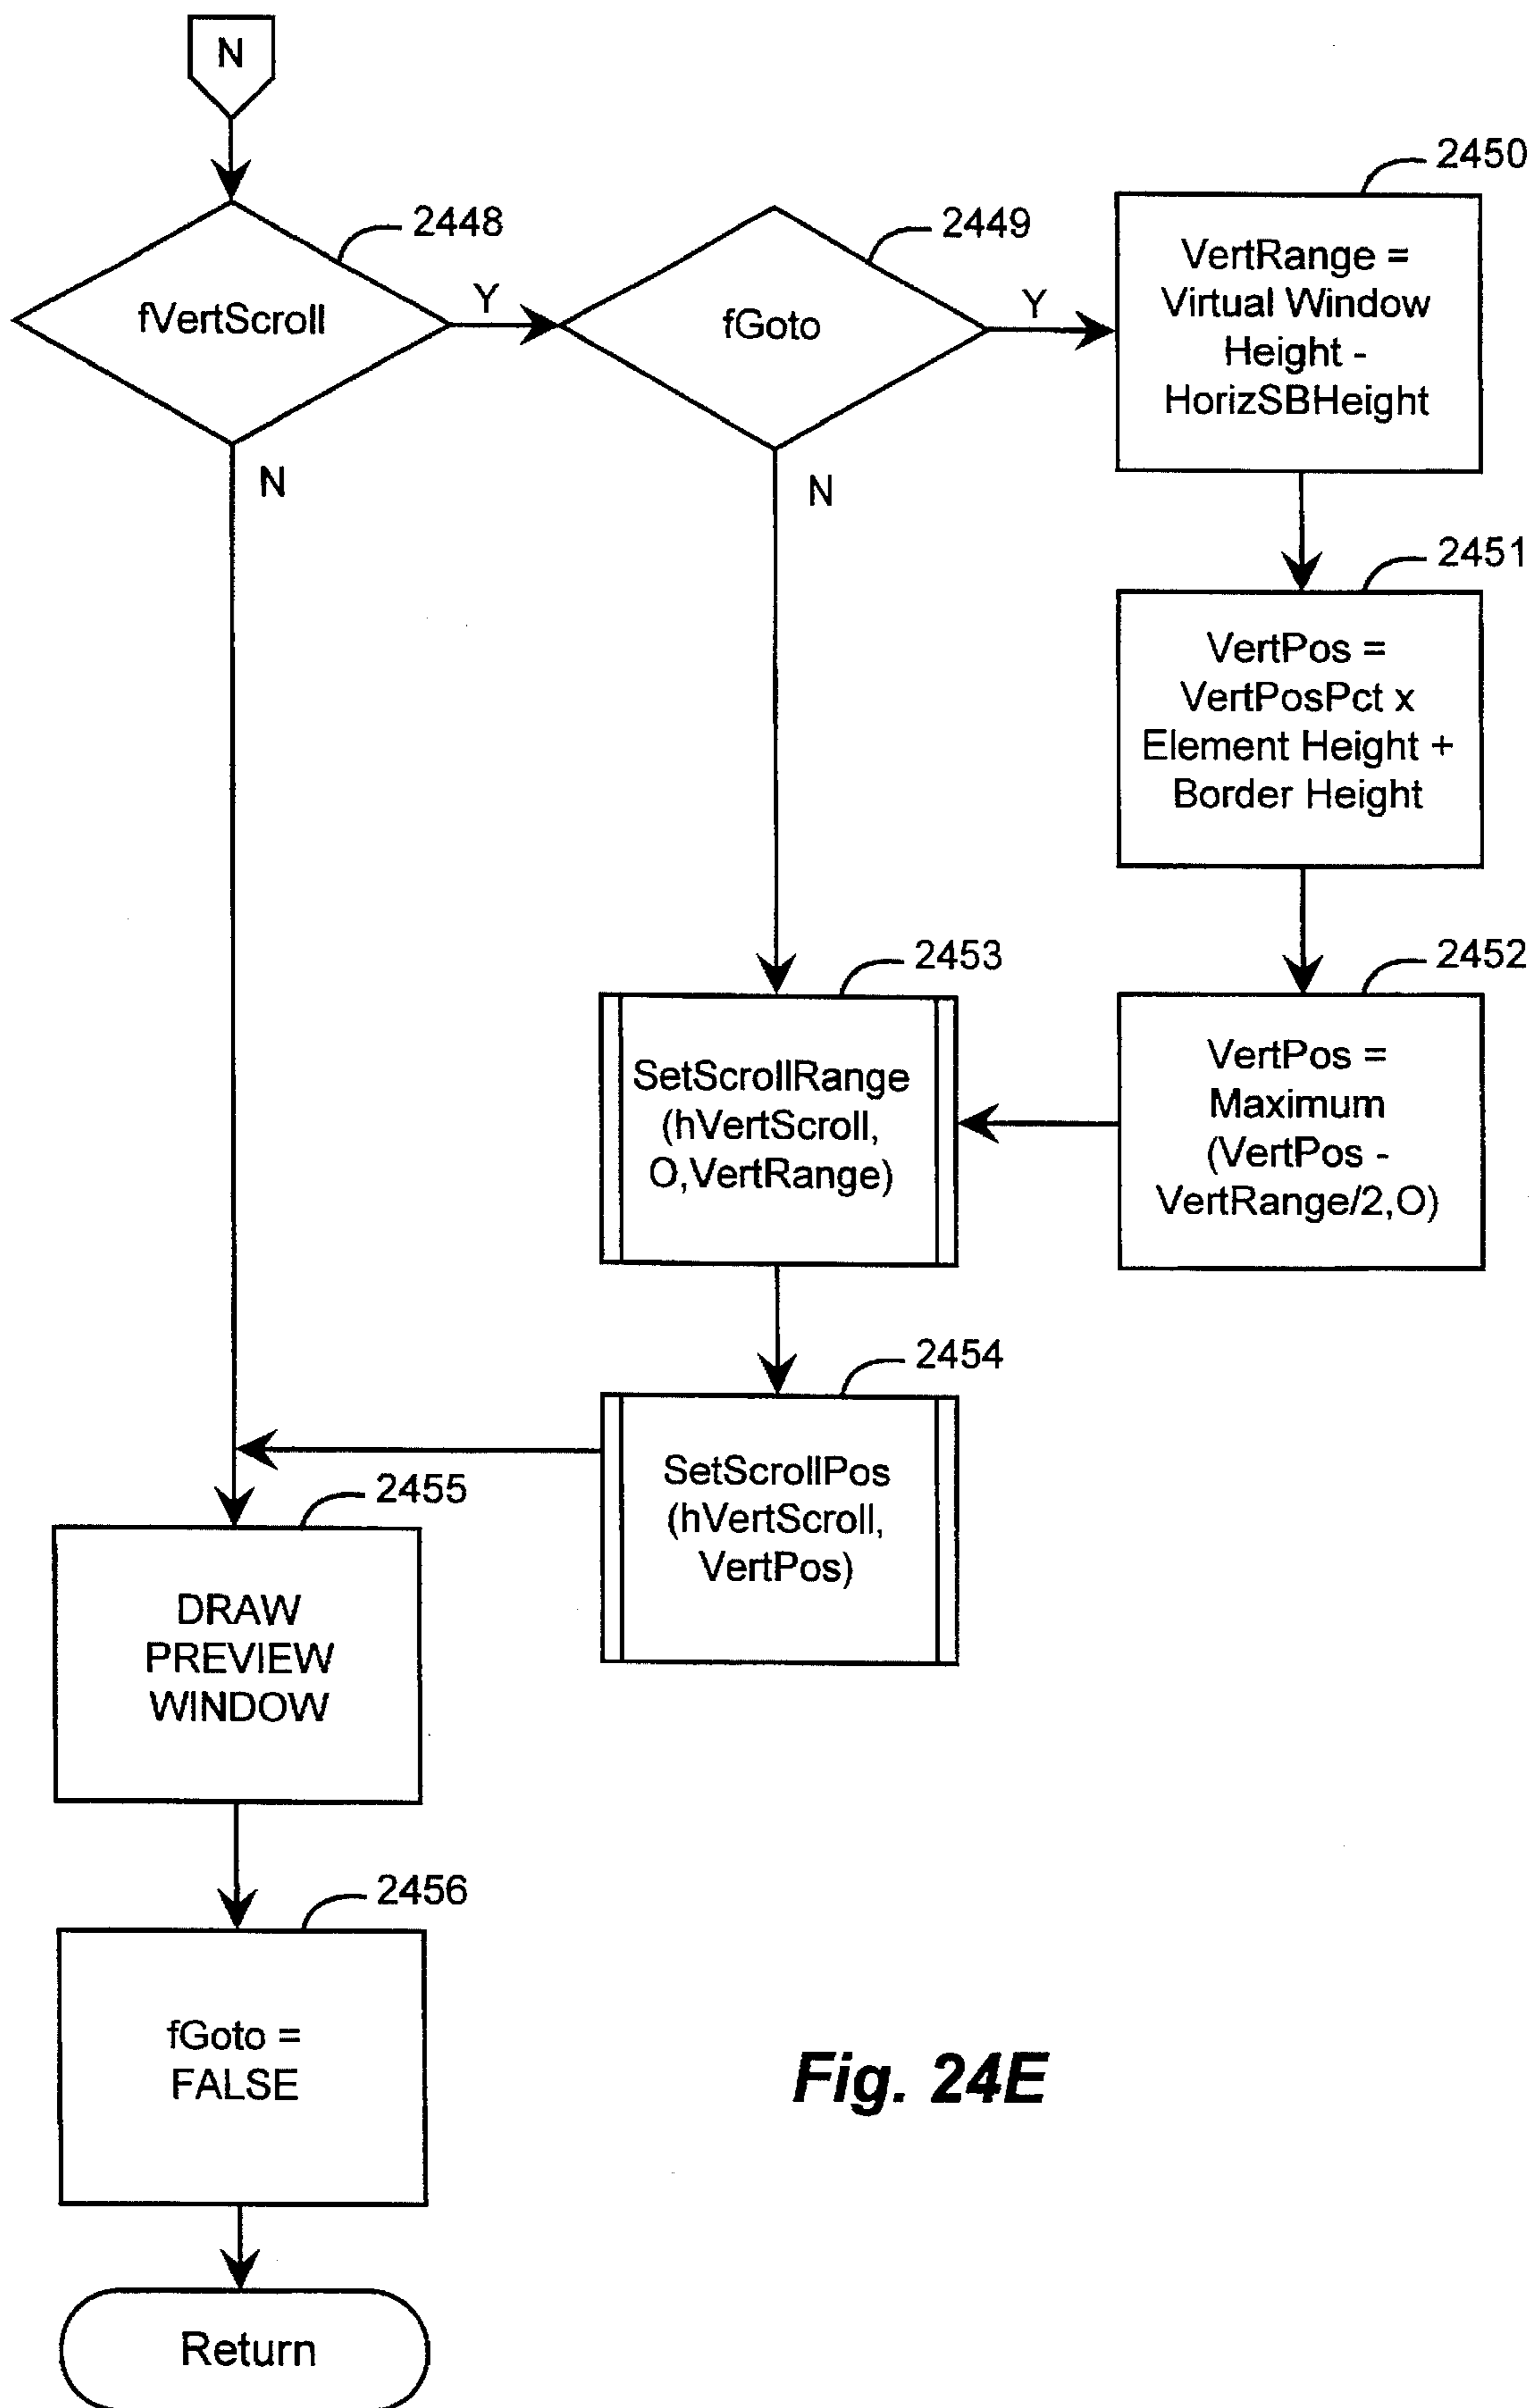 N
2448
fVertScroll
Y
N
2449
fGoto
Y
N
2450
VertRange =
Virtual Window
Height -
HorizSBHeight
2451
VertPos =
VertPosPct x
Element Height +
Border Height
2452
VertPos =
Maximum
(VertPos -
VertRange/2,O)
2453
SetScrollRange
(hVertScroll,
O,VertRange)
2454
SetScrollPos
(hVertScroll,
VertPos)
2455
DRAW
PREVIEW
WINDOW
2456
fGoto =
FALSE
Return
Fig. 24E